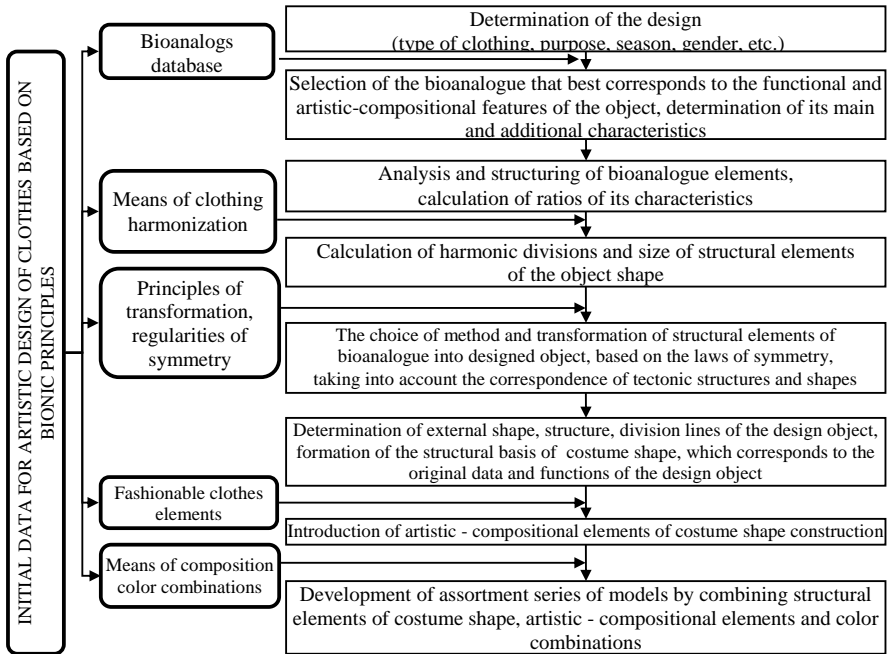 INITIAL DATA FOR ARTISTIC DESIGN OF CLOTHES BASED ON
BIONIC PRINCIPLES
Bioanalogs
database
Means of clothing
harmonization
Principles of
transformation,
regularities of
symmetry
Fashionable clothes
elements
Means of composition
color combinations
Determination of the design
(type of clothing, purpose, season, gender, etc.)
Selection of the bioanalogue that best corresponds to the functional and
artistic-compositional features of the object, determination of its main
and additional characteristics
Analysis and structuring of bioanalogue elements,
calculation of ratios of its characteristics
Calculation of harmonic divisions and size of structural elements
of the object shape
The choice of method and transformation of structural elements of
bioanalogue into designed object, based on the laws of symmetry,
taking into account the correspondence of tectonic structures and shapes
Determination of external shape, structure, division lines of the design object,
formation of the structural basis of costume shape, which corresponds to the
original data and functions of the design object
Introduction of artistic - compositional elements of costume shape construction
Development of assortment series of models by combining structural
elements of costume shape, artistic - compositional elements and color
combinations